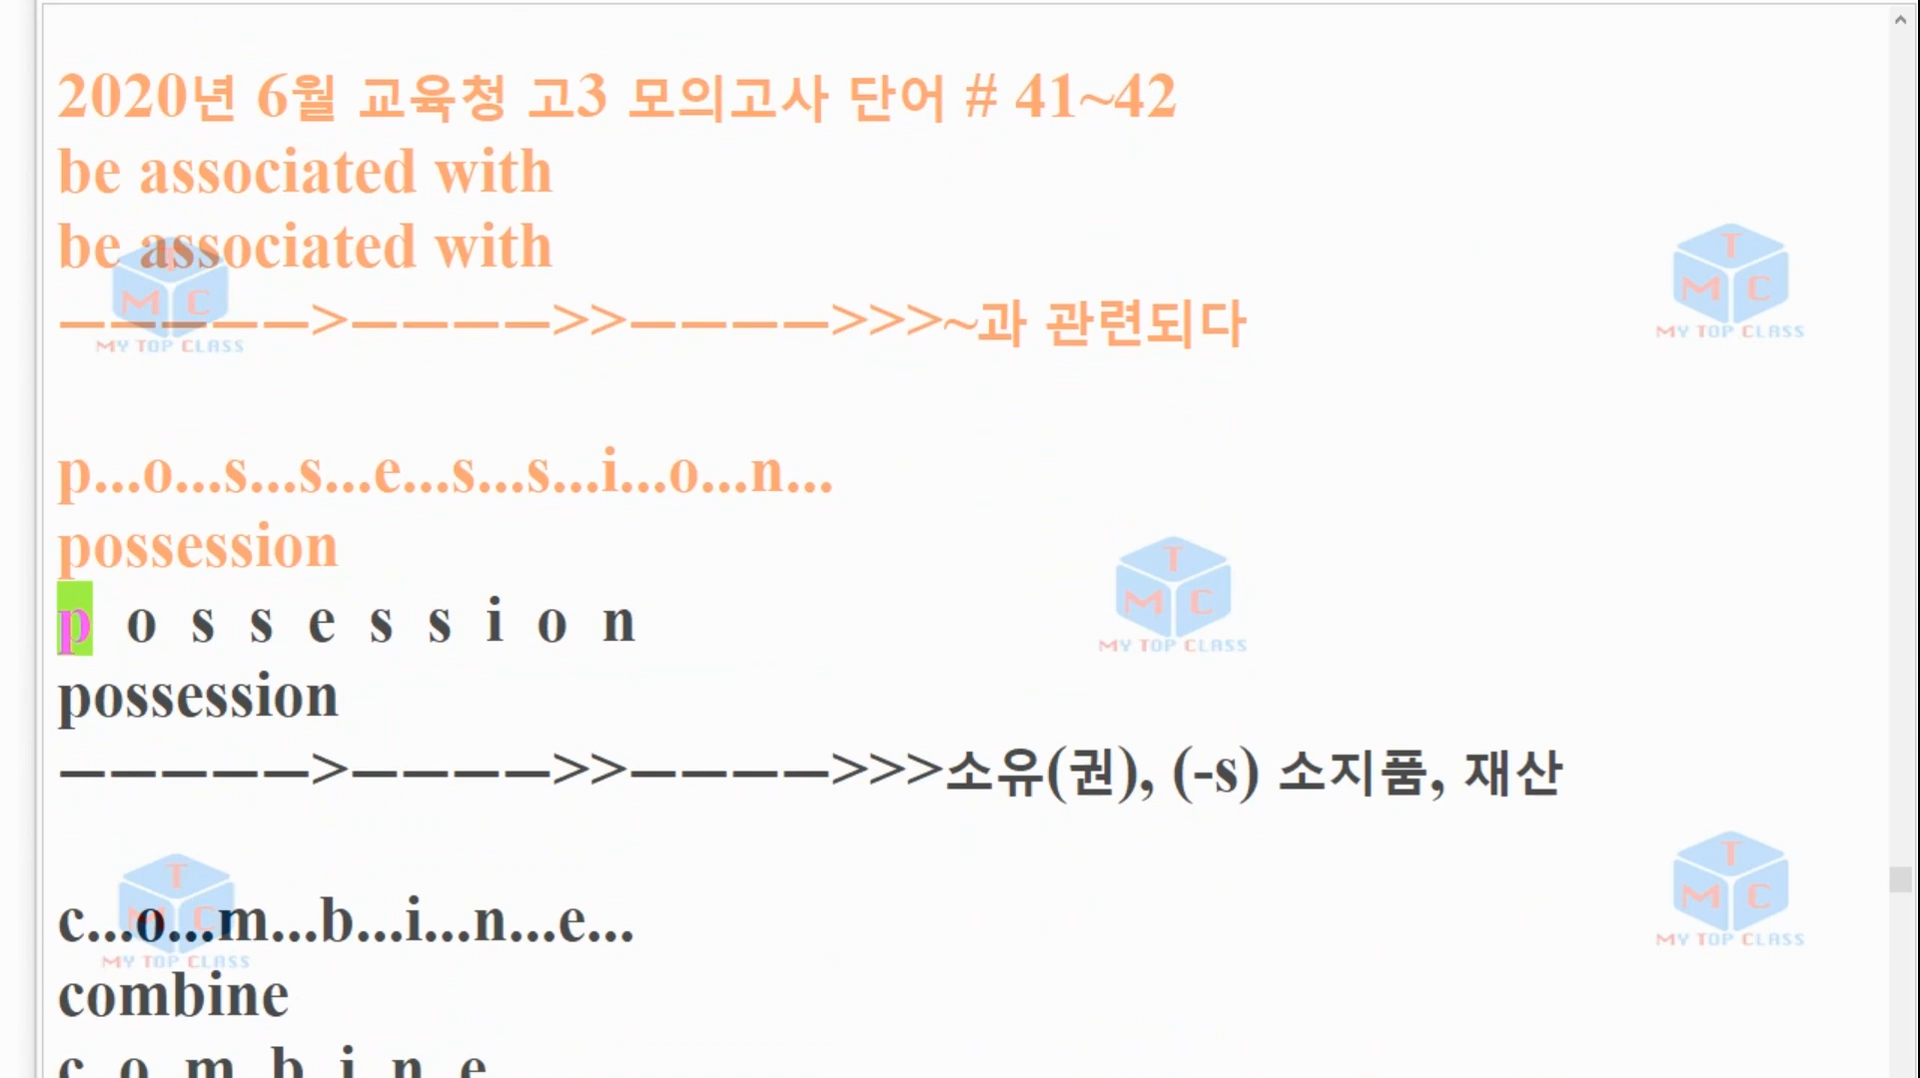 2020년 6월 교육청 고3 모의고사 단어 # 41~42
be associated with
be associated with
—————>————>>————>>>~과 관련되다
p...o...s...s...e...s...s...i...o...n...
possession
p o s s e s s i o n
possession
—————>————>>————>>>소유(권), (-s) 소지품, 재산
c...o...m...b...i...n...e...
combine
c o m b i n e
T
M C
MY TOP CLASS
T
M C
MY TOP CLASS
T
M C
MY TOP CLASS
T
M C
MY TOP CLASS
T
M C
MY TOP CLASS